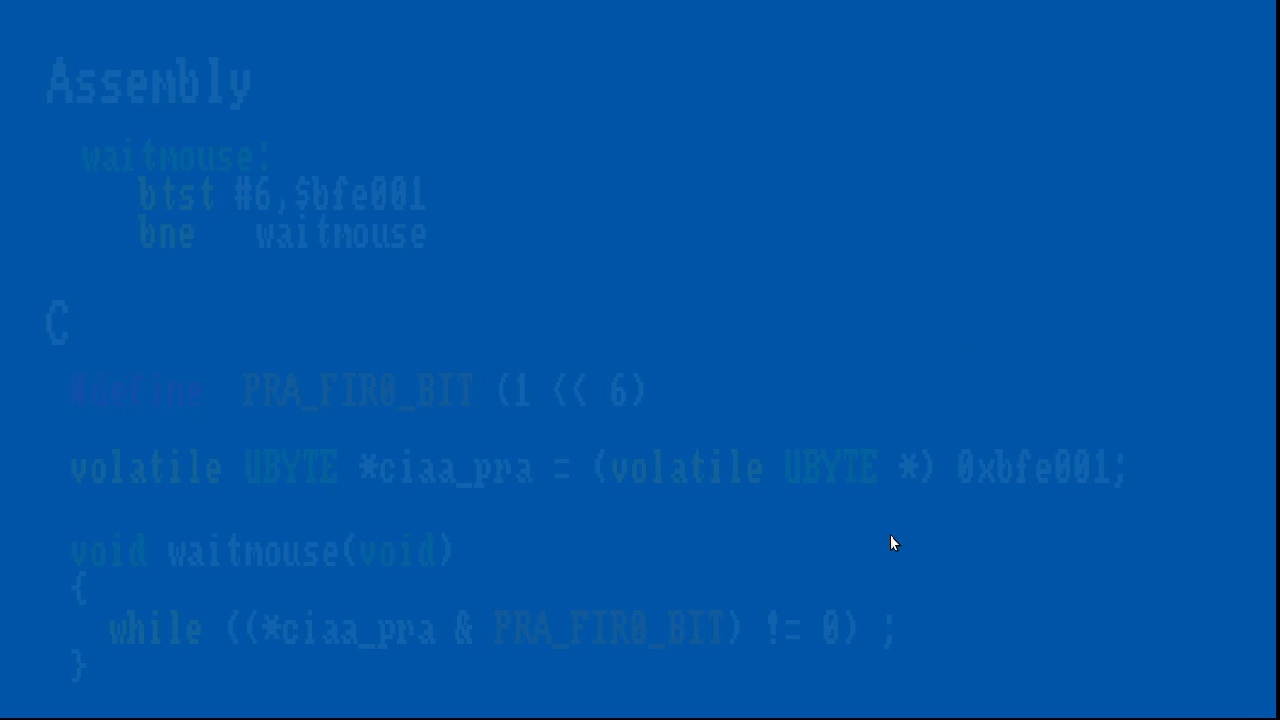 Assembly
waitmouse:
btst #6,$bfe001
bne waitmouse
C
#define PRA_FIR0_BIT (1 << 6)
volatile UBYTE *ciaa_pra = (volatile UBYTE *) 0xbfe001;
void waitmouse(void)
{
while ((*ciaa_pra & PRA_FIR0_BIT) != 0) ;
}